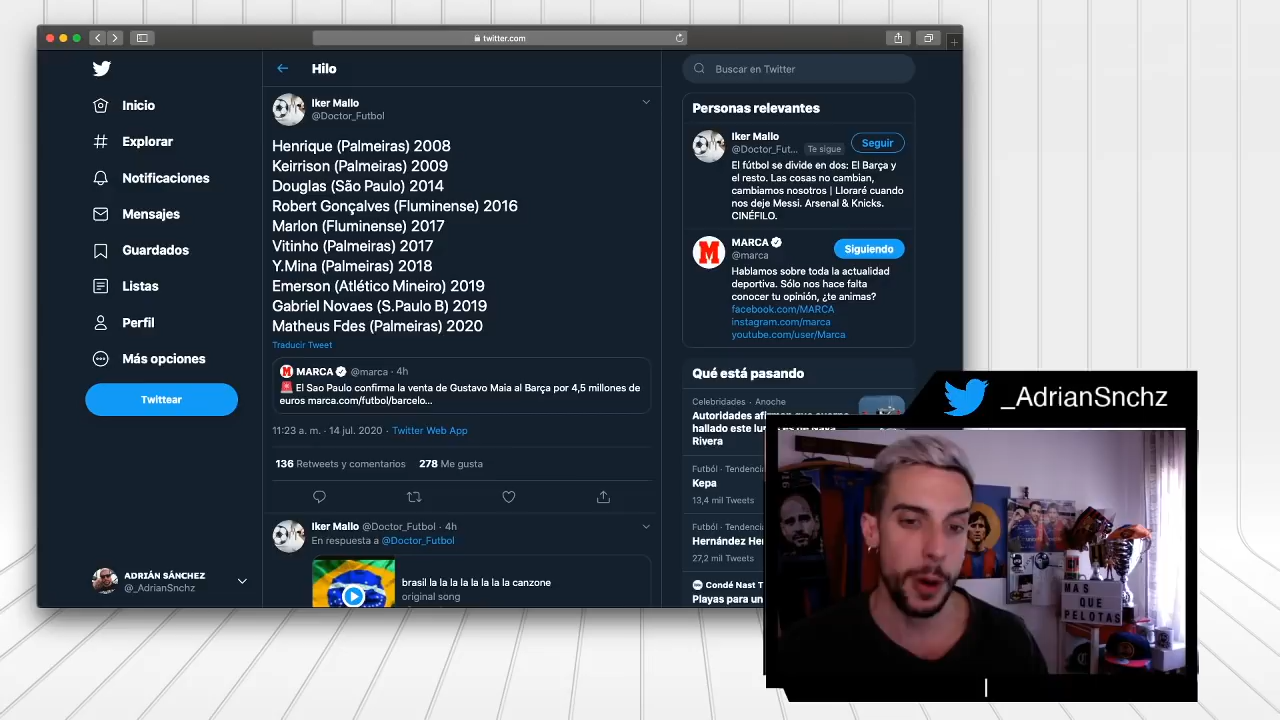 twitter.com
Inicio
Explorar
Notificaciones
Mensajes
Guardados
Listas
Perfil
Más opciones
Twittear
ADRIÁN SÁNCHEZ
@_AdrianSnchz
Hilo
Iker Mallo
@Doctor_Futbol
Henrique (Palmeiras) 2008
Keirrison (Palmeiras) 2009
Douglas (São Paulo) 2014
Robert Gonçalves (Fluminense) 2016
Marlon (Fluminense) 2017
Vitinho (Palmeiras) 2017
Y.Mina (Palmeiras) 2018
Emerson (Atlético Mineiro) 2019
Gabriel Novaes (S.Paulo B) 2019
Matheus Fdes (Palmeiras) 2020
Traducir Tweet
MARCA @marca · 4h
🚨 El Sao Paulo confirma la venta de Gustavo Maia al Barça por 4,5 millones de
euros marca.com/futbol/barcelo...
11:23 a. m. · 14 jul. 2020 · Twitter Web App
136 Retweets y comentarios 278 Me gusta
Iker Mallo @Doctor_Futbol · 4h
En respuesta a @Doctor_Futbol
brasil la la la la la la la canzone
original song
Buscar en Twitter
Personas relevantes
Iker Mallo
@Doctor_Fut... Te sigue
Seguir
El fútbol se divide en dos: El Barça y
el resto. Las cosas no cambian,
cambiamos nosotros | Lloraré cuando
nos deje Messi. Arsenal & Knicks.
CINÉFILO.
MARCA
@marca
Siguiendo
Hablamos sobre toda la actualidad
deportiva. Sólo nos hace falta
conocer tu opinión, ¿te animas?
facebook.com/MARCA
instagram.com/marca
youtube.com/user/Marca
Qué está pasando
Celebridades · Anoche
Autoridades
hallado este
Rivera
Fútbol · Tendencia
Kepa
13,4 mil Tweets
Fútbol · Tendencia
Hernández
27,2 mil Tweets
Condé Nast
Playas para un
_AdrianSnchz
MAS
QUE
PELOTAS